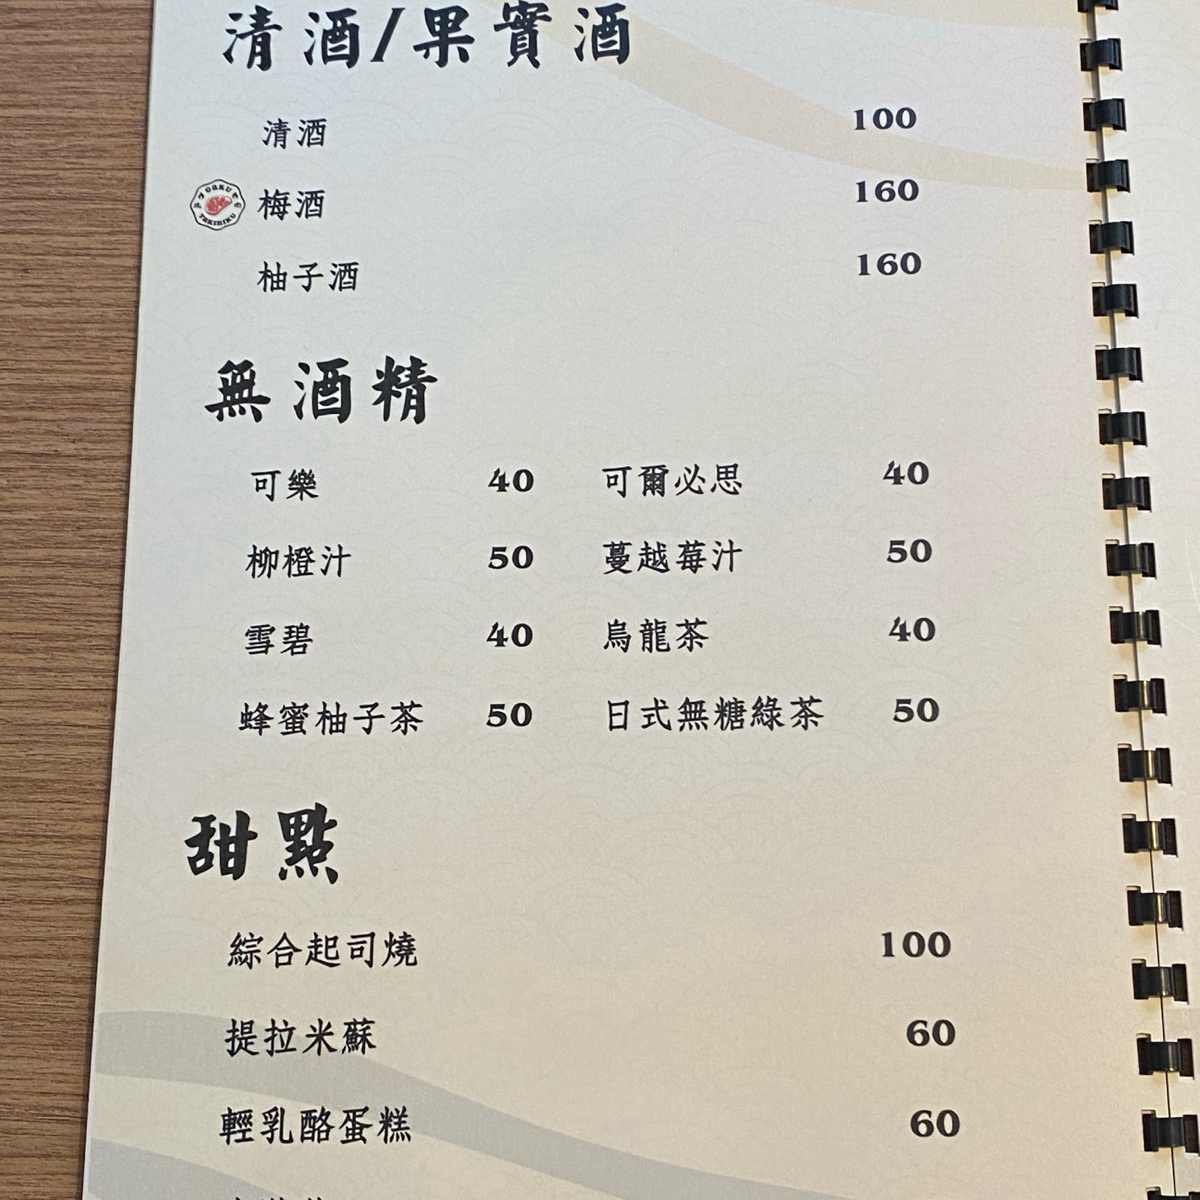 清酒/果實酒
清酒 100
梅酒 160
柚子酒 160
無酒精
可樂 40 可爾必思 40
柳橙汁 50 蔓越莓汁 50
雪碧 40 烏龍茶 40
蜂蜜柚子茶 50 日式無糖綠茶 50
甜點
綜合起司燒 100
提拉米蘇 60
輕乳酪蛋糕 60